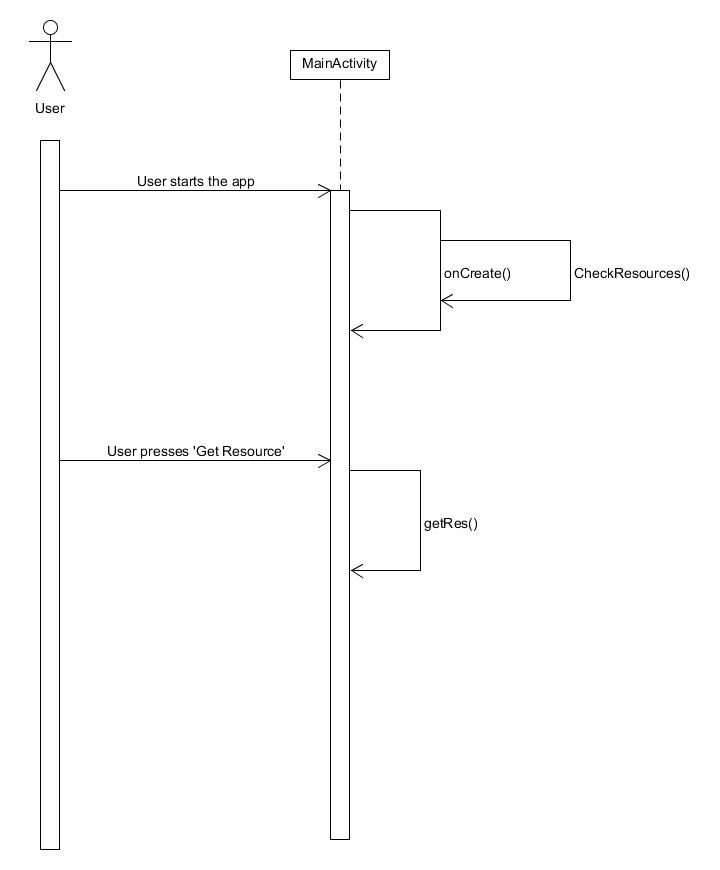 MainActivity
User
User starts the app
onCreate()
CheckResources()
User presses 'Get Resource'
getRes()